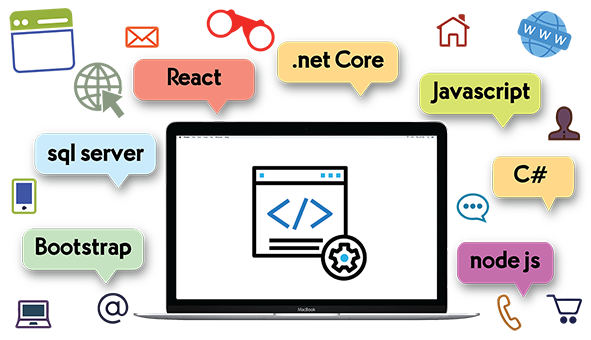 WWW
.net Core
React
Javascript
sql server
C#
Bootstrap
node js
@
</>
MacBook